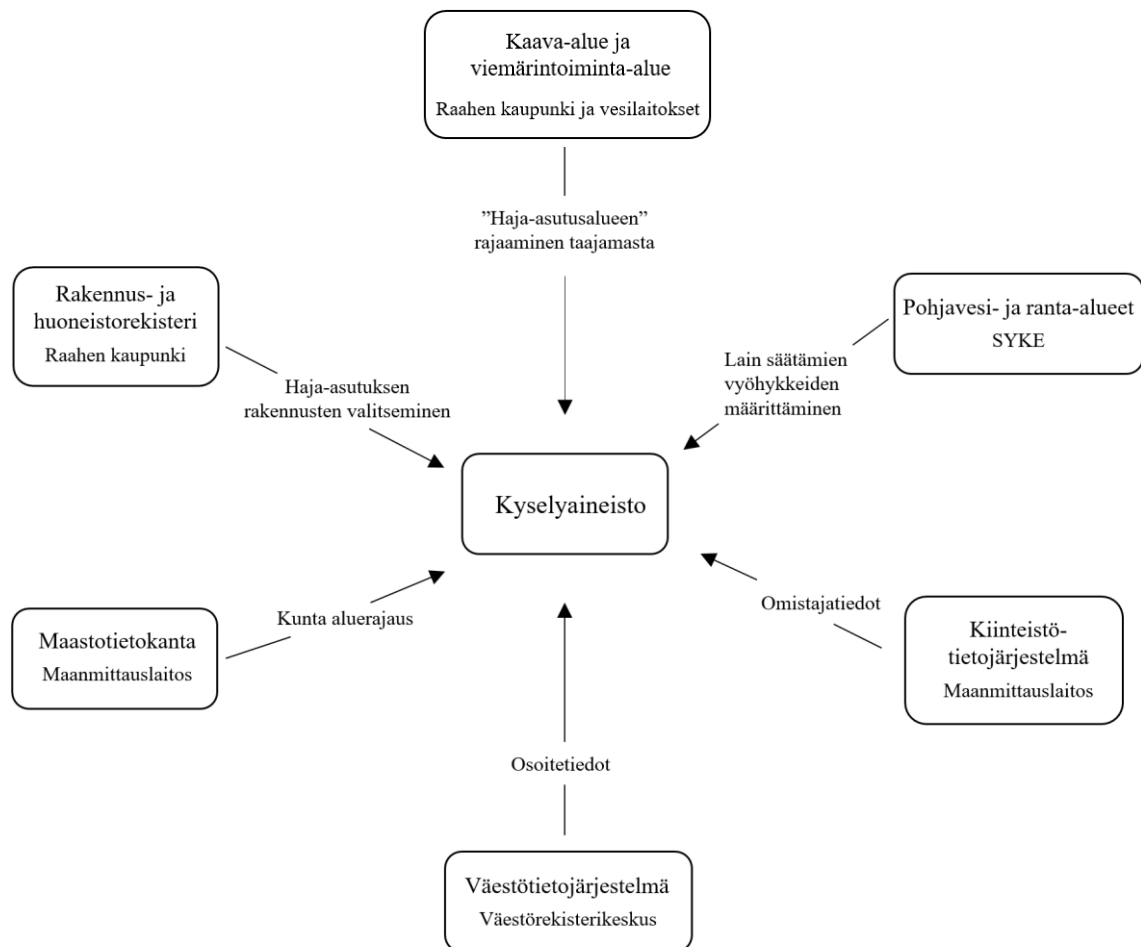 Kaava-alue ja
viemärintoiminta-alue
Raahen kaupunki ja vesilaitokset
”Haja-asutusalueen”
rajaaminen taajamasta
Rakennus- ja
huoneistorekisteri
Raahen kaupunki
Haja-asutuksen
rakennusten valitseminen
Pohjavesi- ja ranta-alueet
SYKE
Lain säätämien
vyöhykkeiden
määrittäminen
Kyselyaineisto
Maastotietokanta
Maanmittauslaitos
Kunta aluerajaus
Omistajatiedot
Kiinteistö-
tietojärjestelmä
Maanmittauslaitos
Osoitetiedot
Väestötietojärjestelmä
Väestörekisterikeskus